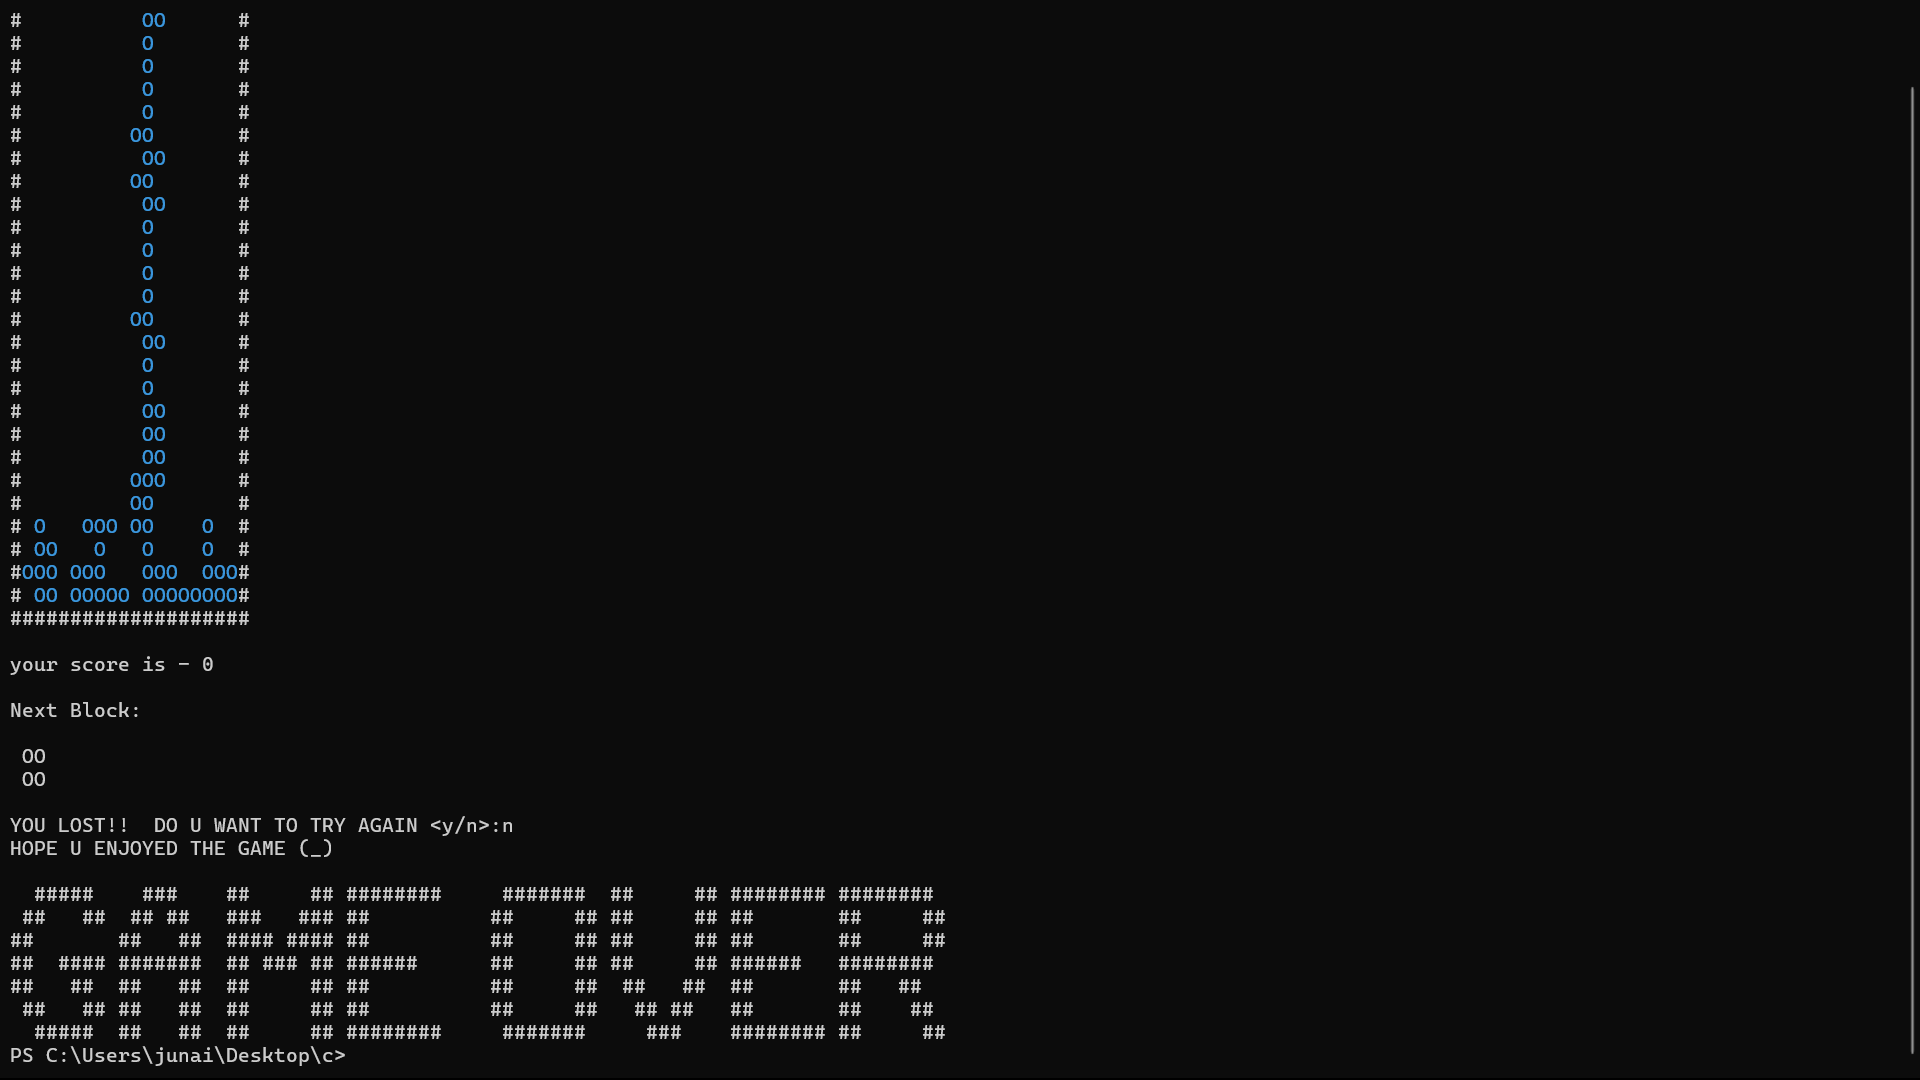 #          OO      #
#          O       #
#          O       #
#          O       #
#          O       #
#         OO       #
#          OO      #
#         OO       #
#          OO      #
#          O       #
#          O       #
#          O       #
#          O       #
#         OO       #
#          OO      #
#          O       #
#          O       #
#          OO      #
#          OO      #
#          OO      #
#         OOO      #
#         OO       #
# O   OOO OO    O  #
# OO   O   O    O  #
#OOO OOO   OOO  OOO#
# OO OOOOO OOOOOOOO#
####################
your score is - 0
Next Block:
 OO
 OO
YOU LOST!!  DO U WANT TO TRY AGAIN <y/n>:n
HOPE U ENJOYED THE GAME (_)
  #####    ###    ##     ## ########     #######  ##     ## ######## ########
 ##   ##  ## ##   ###   ### ##          ##     ## ##     ## ##       ##     ##
##       ##   ##  #### #### ##          ##     ## ##     ## ##       ##     ##
##  #### #######  ## ### ## ######      ##     ## ##     ## ######   ########
##   ##  ##   ##  ##     ## ##          ##     ##  ##   ##  ##       ##   ##
 ##   ## ##   ##  ##     ## ##          ##     ##   ## ##   ##       ##    ##
  #####  ##   ##  ##     ## ########     #######     ###    ######## ##     ##
PS C:\Users\junai\Desktop\c>